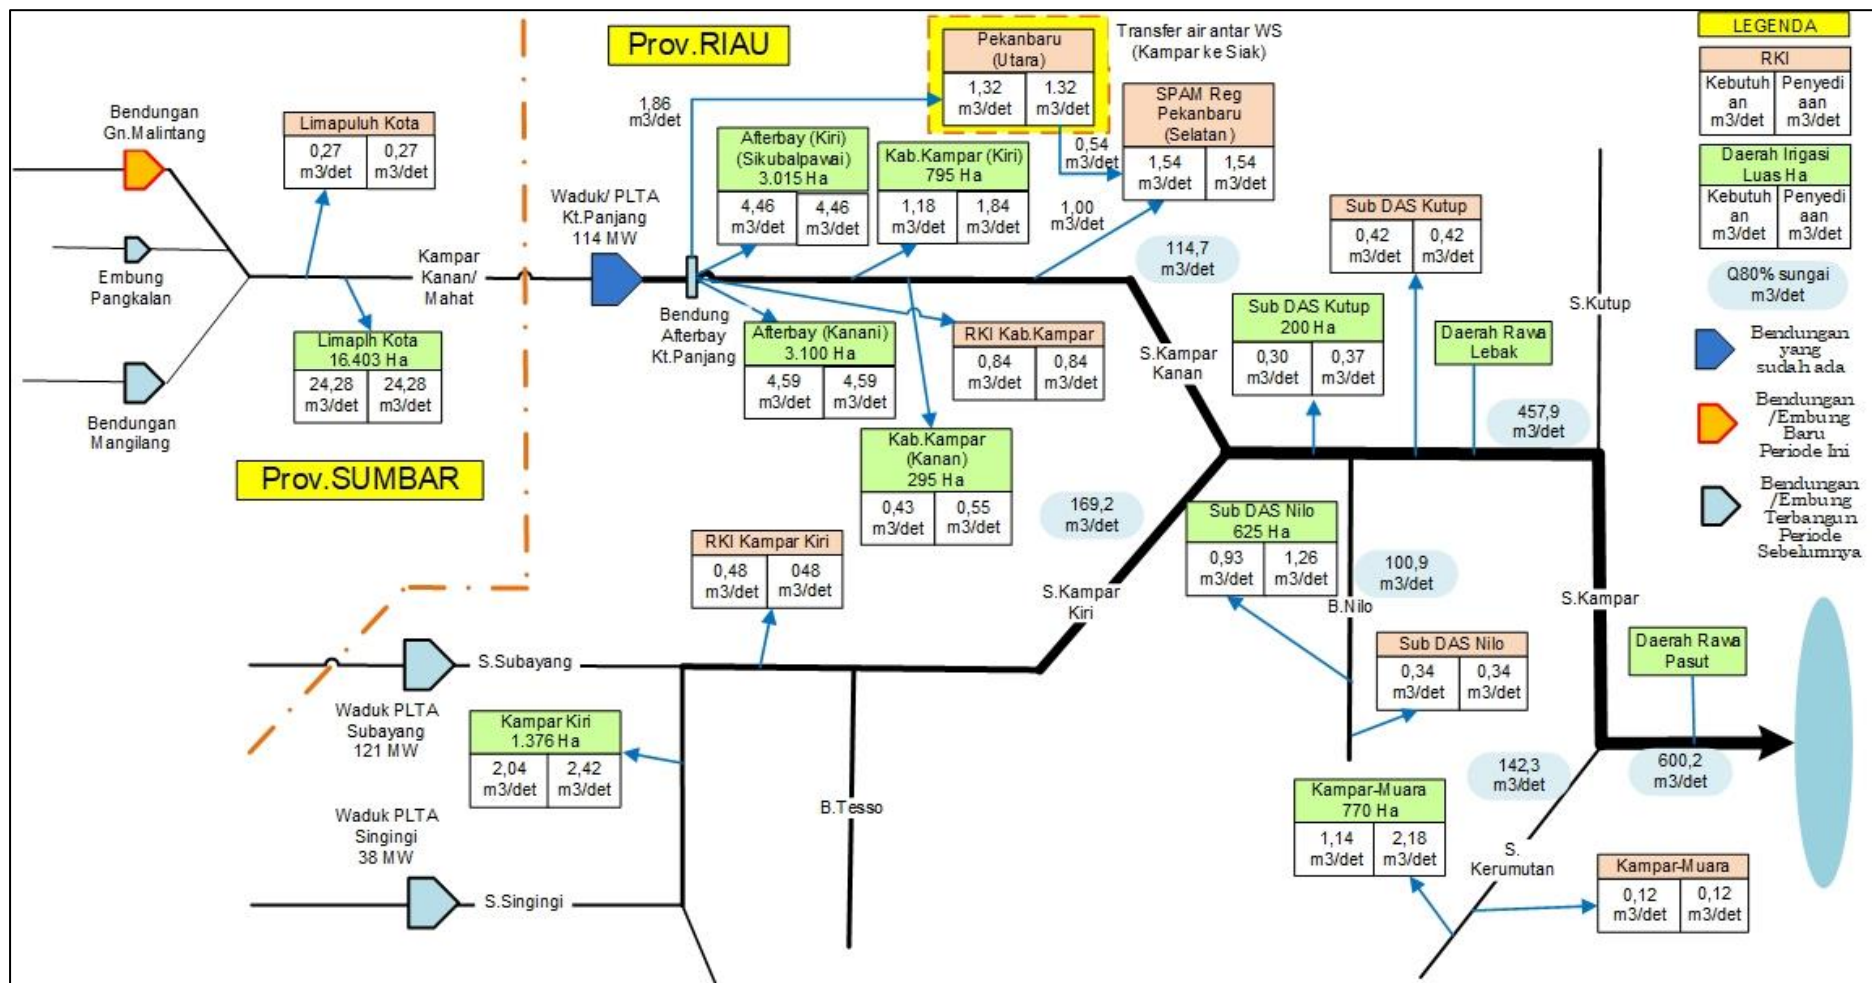 Prov.RIAU
Prov.SUMBAR
Bendungan
Gn.Malintang
Embung
Pangkalan
Bendungan
Mangilang
Limapuluh Kota
0,27
m3/det
0,27
m3/det
Limaplh Kota
16.403 Ha
24,28
m3/det
24,28
m3/det
Kampar
Kanan/
Mahat
Waduk/ PLTA
Kt.Panjang
114 MW
Bendung
Afterbay
Kt.Panjang
1,86
m3/det
Pekanbaru
(Utara)
1,32
m3/det
1.32
m3/det
Transfer air antar WS
(Kampar ke Siak)
0,54
m3/det
SPAM Reg
Pekanbaru
(Selatan)
1,54
m3/det
1,54
m3/det
1,00
m3/det
Afterbay (Kiri)
(Sikubalpawai)
3.015 Ha
4,46
m3/det
4,46
m3/det
Kab.Kampar (Kiri)
795 Ha
1,18
m3/det
1,84
m3/det
Afterbay (Kanani)
3.100 Ha
4,59
m3/det
4,59
m3/det
RKI Kab.Kampar
0,84
m3/det
0,84
m3/det
Kab.Kampar
(Kanan)
295 Ha
0,43
m3/det
0,55
m3/det
114,7
m3/det
S.Kampar
Kanan
Sub DAS Kutup
0,42
m3/det
0,42
m3/det
Sub DAS Kutup
200 Ha
0,30
m3/det
0,37
m3/det
Daerah Rawa
Lebak
457,9
m3/det
S.Kutup
169,2
m3/det
S.Kampar
Kiri
Sub DAS Nilo
625 Ha
0,93
m3/det
1,26
m3/det
100,9
m3/det
B.Nilo
Sub DAS Nilo
0,34
m3/det
0,34
m3/det
S.Kampar
Daerah Rawa
Pasut
600,2
m3/det
142,3
m3/det
S.
Kerumutan
Kampar-Muara
770 Ha
1,14
m3/det
2,18
m3/det
Kampar-Muara
0,12
m3/det
0,12
m3/det
RKI Kampar Kiri
0,48
m3/det
048
m3/det
S.Subayang
Waduk PLTA
Subayang
121 MW
Kampar Kiri
1.376 Ha
2,04
m3/det
2,42
m3/det
B.Tesso
Waduk PLTA
Singingi
38 MW
S.Singingi
LEGENDA
RKI
Kebutuh
an
m3/det
Penyedi
aan
m3/det
Daerah Irigasi
Luas Ha
Kebutuh
an
m3/det
Penyedi
aan
m3/det
Q80% sungai
m3/det
Bendungan
yang
sudah ada
Bendungan
/Embung
Baru
Periode Ini
Bendungan
/Embung
Terbangun
Periode
Sebelumnya